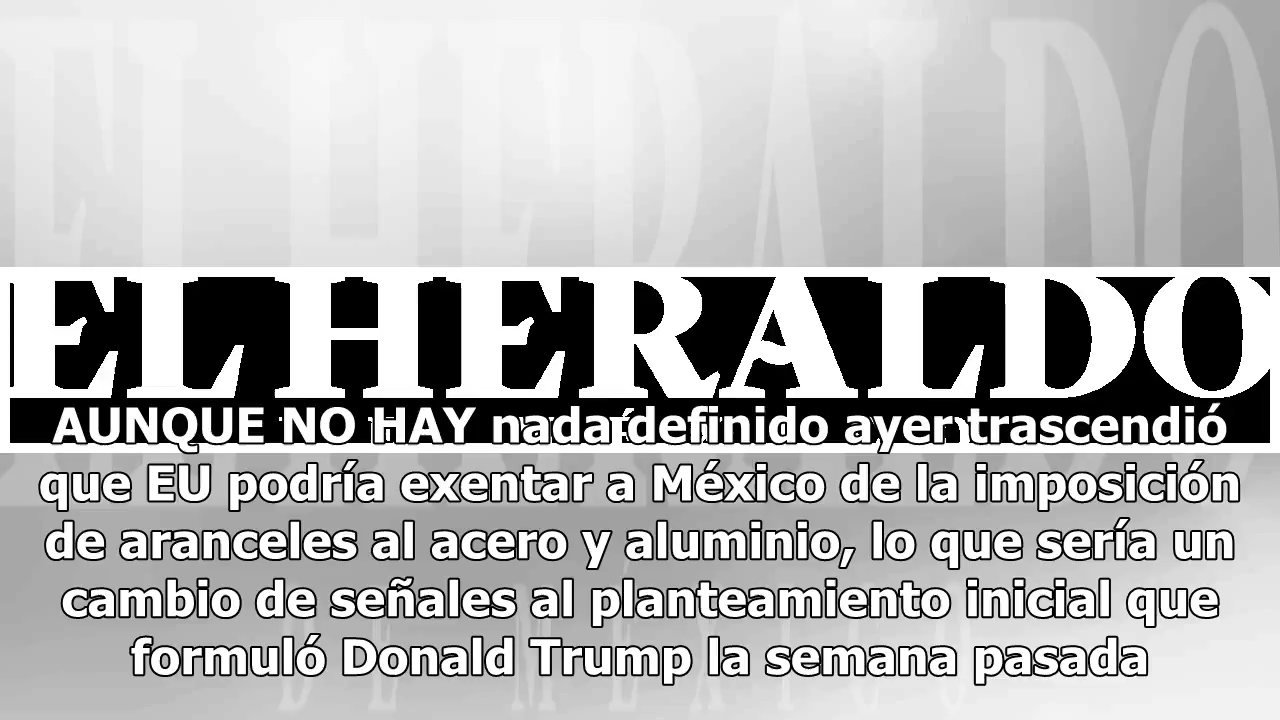 EL HERALDO
AUNQUE NO HAY nada definido ayer trascendió
que EU podría exentar a México de la imposición
de aranceles al acero y aluminio, lo que sería un
cambio de señales al planteamiento inicial que
formuló Donald Trump la semana pasada
DE MÉXICO